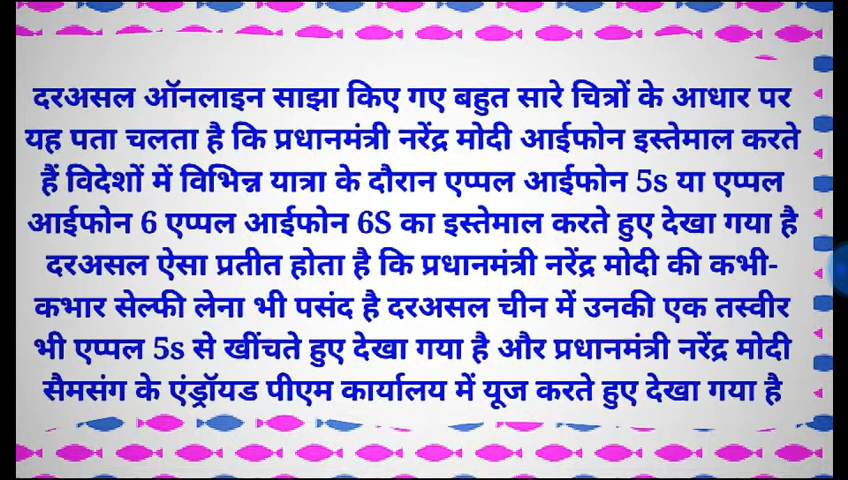 दरअसल ऑनलाइन साझा किए गए बहुत सारे चित्रों के आधार पर
यह पता चलता है कि प्रधानमंत्री नरेंद्र मोदी आईफोन इस्तेमाल करते
हैं विदेशों में विभिन्न यात्रा के दौरान एप्पल आईफोन 5s या एप्पल
आईफोन 6 एप्पल आईफोन 6S का इस्तेमाल करते हुए देखा गया है
दरअसल ऐसा प्रतीत होता है कि प्रधानमंत्री नरेंद्र मोदी की कभी-
कभार सेल्फी लेना भी पसंद है दरअसल चीन में उनकी एक तस्वीर
भी एप्पल 5s से खींचते हुए देखा गया है और प्रधानमंत्री नरेंद्र मोदी
सैमसंग के एंड्रॉयड पीएम कार्यालय में यूज करते हुए देखा गया है